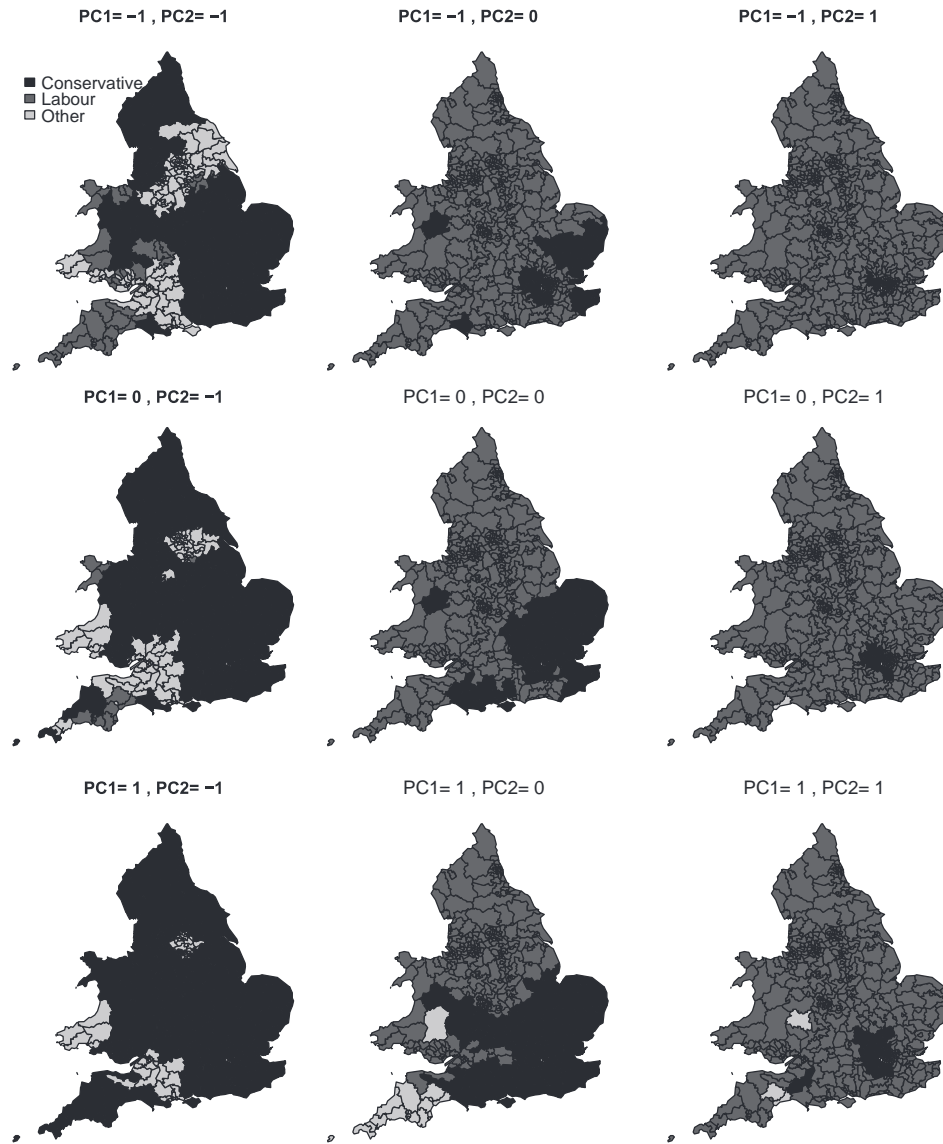 PC1= −1 , PC2= −1
PC1= −1 , PC2= 0
PC1= −1 , PC2= 1
Conservative
Labour
Other
PC1= 0 , PC2= −1
PC1= 0 , PC2= 0
PC1= 0 , PC2= 1
PC1= 1 , PC2= −1
PC1= 1 , PC2= 0
PC1= 1 , PC2= 1